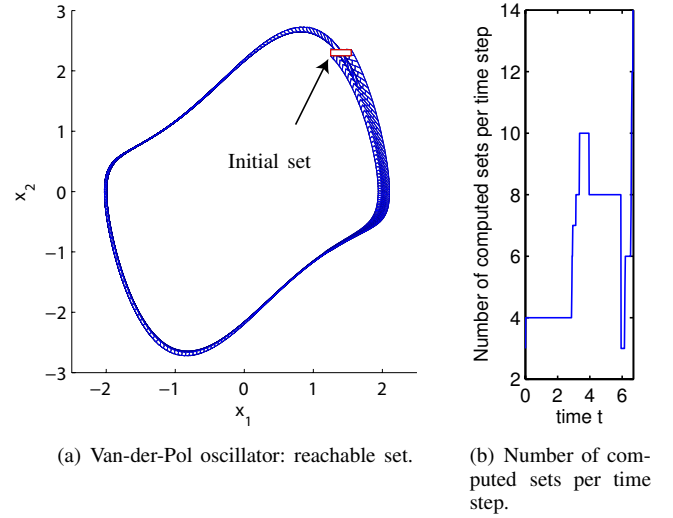 3
2
1
0
−1
−2
−3
x2
−2
−1
0
1
2
x1
Initial set
(a) Van-der-Pol oscillator: reachable set.
14
12
10
8
6
4
2
Number of computed sets per time step
0
2
4
6
time t
(b) Number of com-
puted sets per time
step.